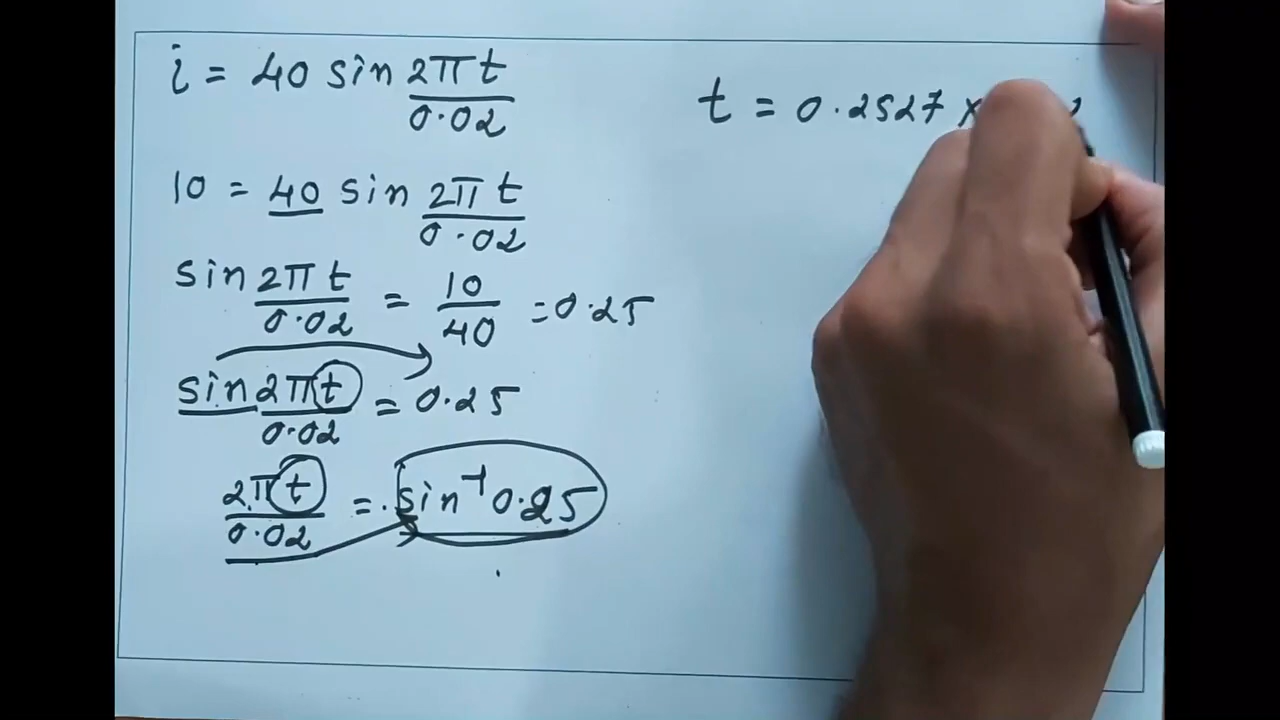 i = 40 sin 2πt/0.02
10 = 40 sin 2πt/0.02
sin 2πt/0.02 = 10/40 = 0.25
sin 2πt/0.02 = 0.25
2πt/0.02 = sin⁻¹ 0.25
t = 0.2527 ×